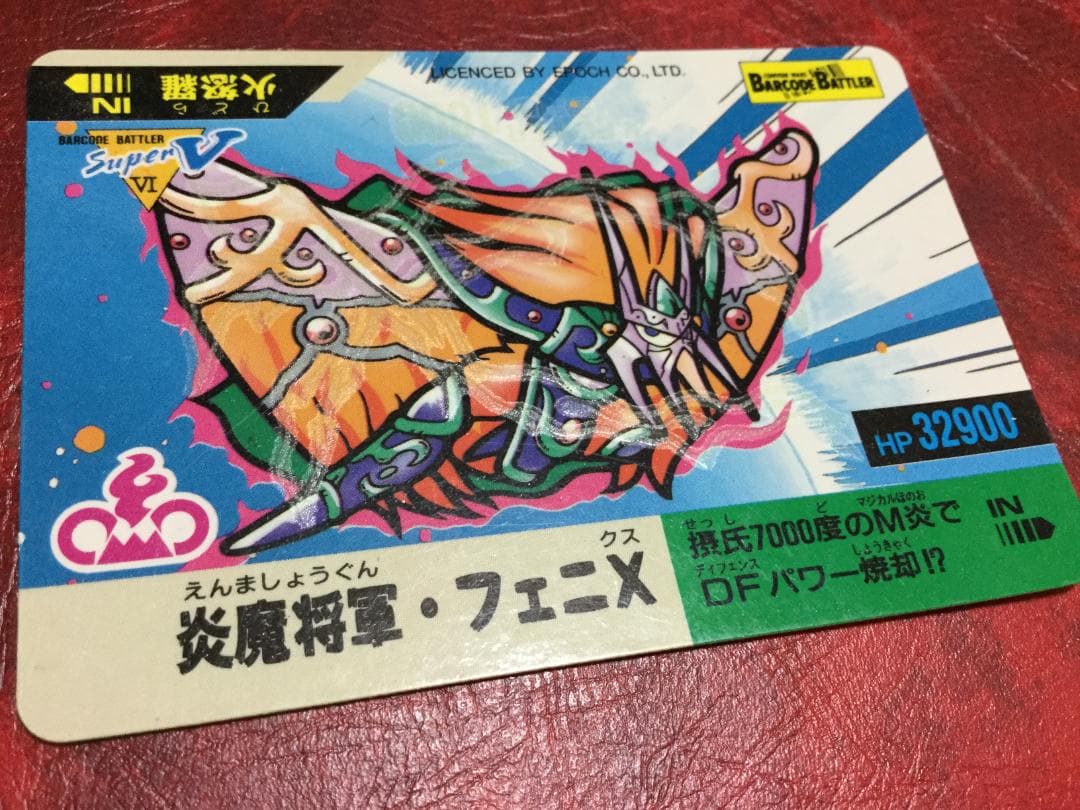 IN
火怒羅
ひどら
LICENCED BY EPOCH CO., LTD.
BARCODE BATTLER
BARCODE BATTLER
Super V
VI
HP 32900
えんましょうぐん
クス
炎魔将軍・フェニX
せっし
ど
マジカルほのお
摂氏7000度のM炎で
ディフェンス
しょうきゃく
DFパワー焼却!?
IN